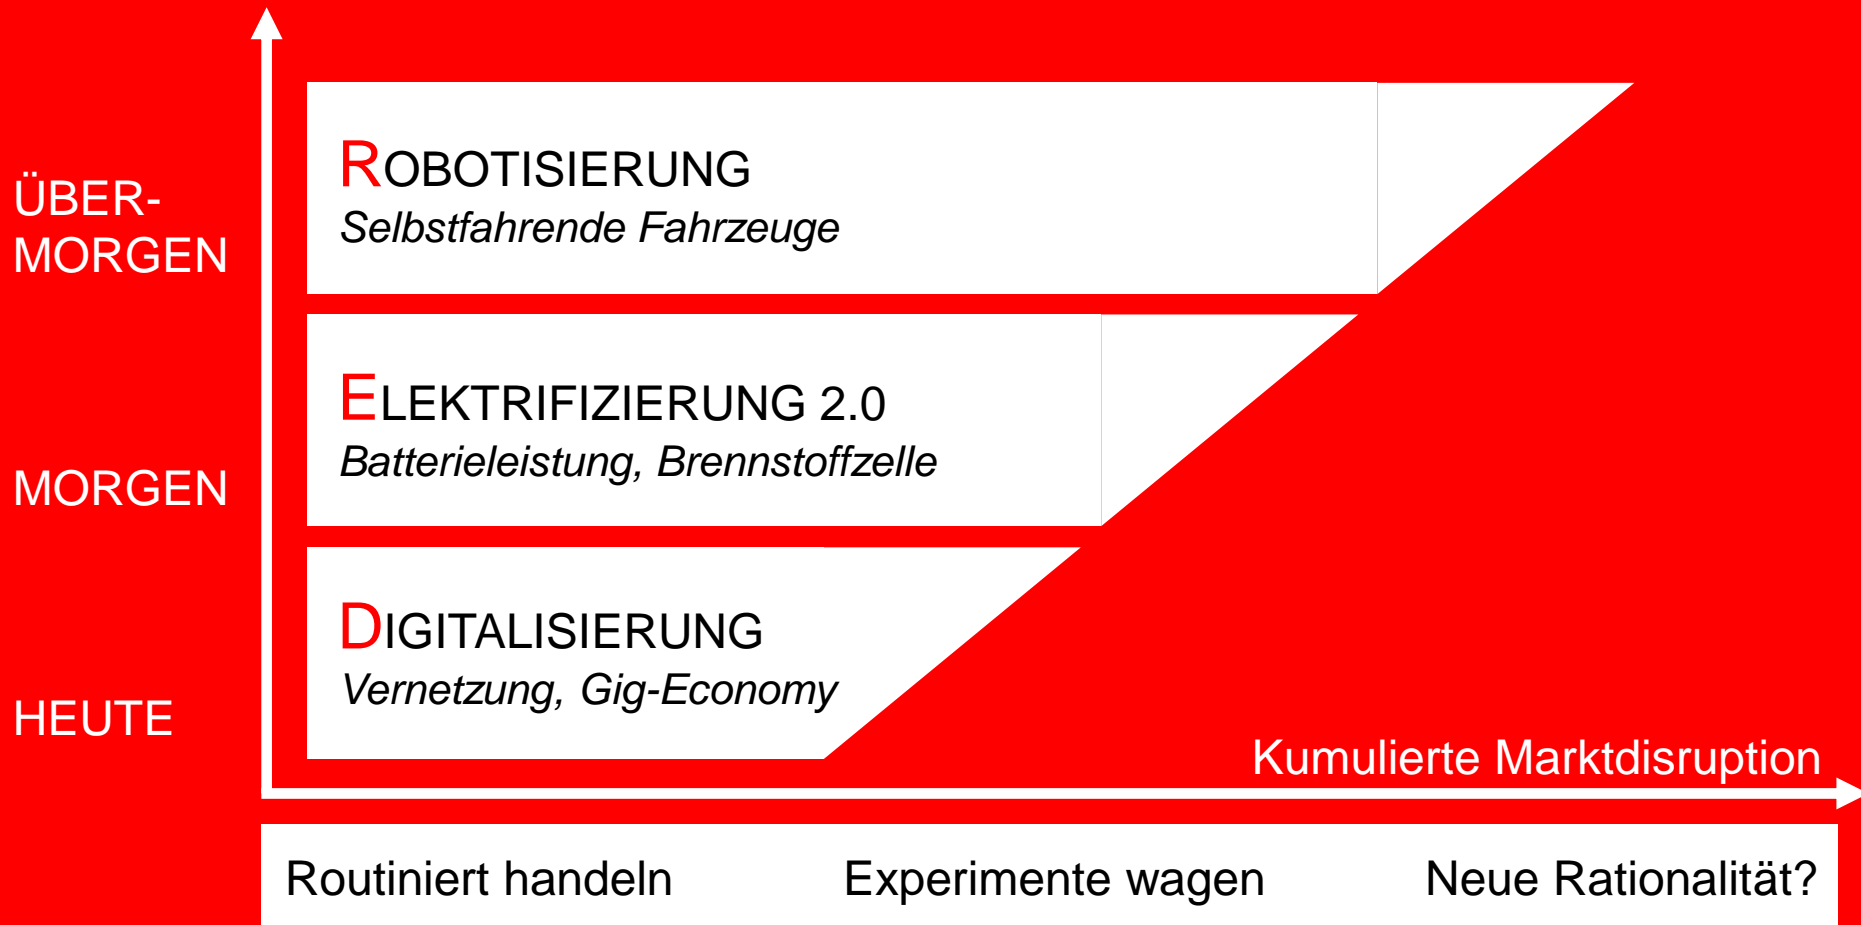 ÜBER-
MORGEN
ROBOTISIERUNG
Selbstfahrende Fahrzeuge
MORGEN
ELEKTRIFIZIERUNG 2.0
Batterieleistung, Brennstoffzelle
HEUTE
DIGITALISIERUNG
Vernetzung, Gig-Economy
Kumulierte Marktdisruption
Routiniert handeln Experimente wagen Neue Rationalität?